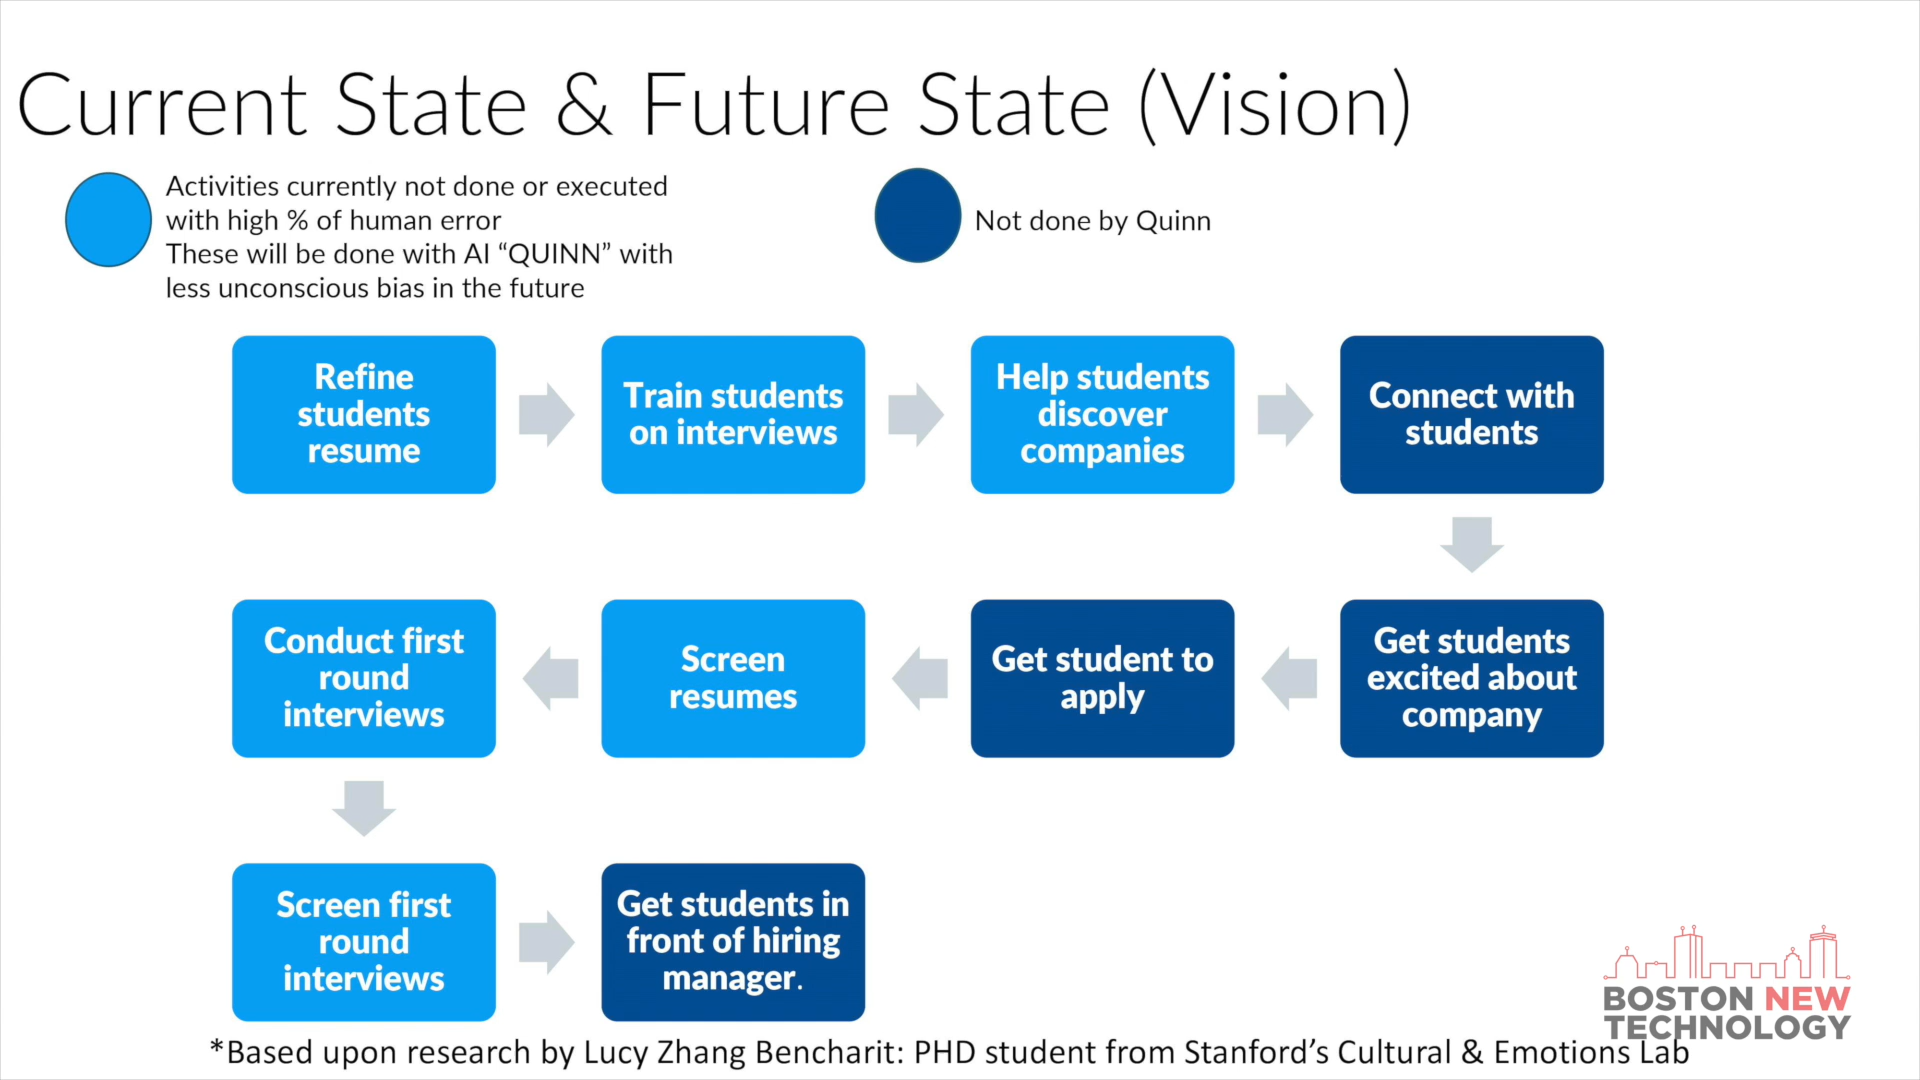 Current State & Future State (Vision)
Activities currently not done or executed
with high % of human error
These will be done with AI “QUINN” with
less unconscious bias in the future
Not done by Quinn
Refine
students
resume
Train students
on interviews
Help students
discover
companies
Connect with
students
Get students
excited about
company
Get student to
apply
Screen
resumes
Conduct first
round
interviews
Screen first
round
interviews
Get students in
front of hiring
manager.
BOSTON NEW
TECHNOLOGY
*Based upon research by Lucy Zhang Bencharit: PHD student from Stanford’s Cultural & Emotions Lab